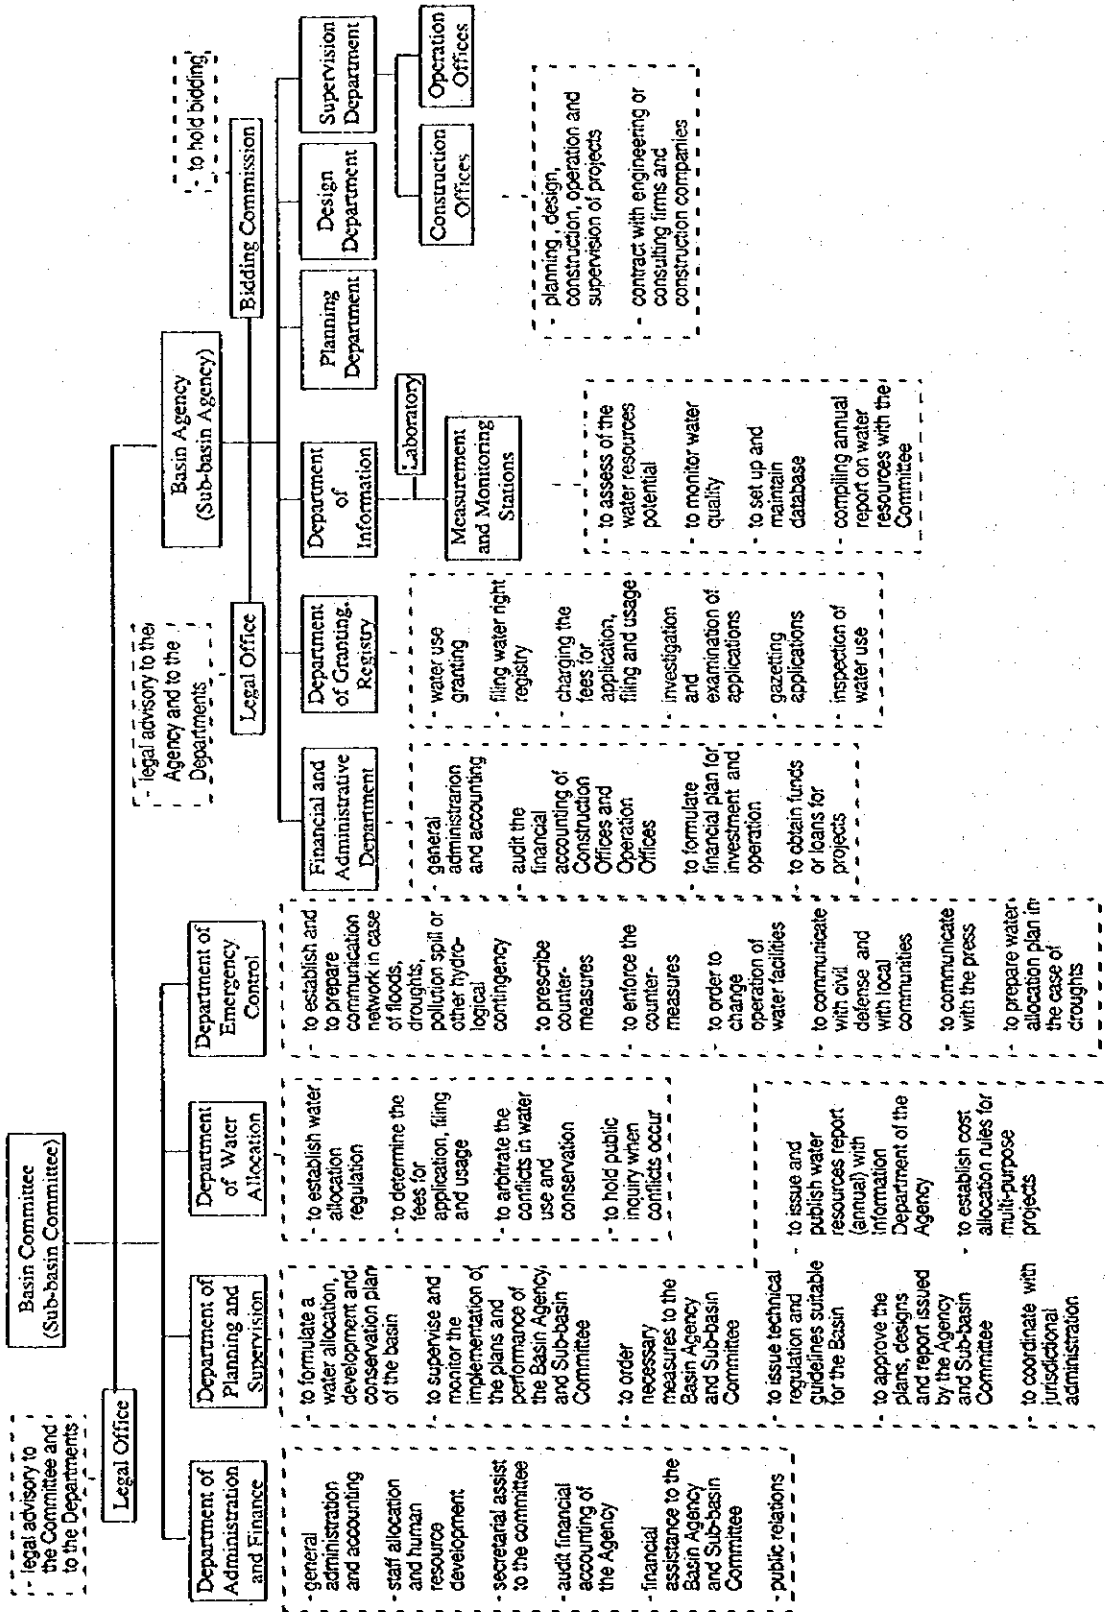 - legal advisory to
the Committee and
to the Departments
Basin Committee
(Sub-basin Committee)
Legal Office
Department of
Administration
and Finance
- general
administration
and accounting
- staff allocation
and human
resource
development
- secretarial assist
to the committee
- audit financial
accounting of
the Agency
- financial
assistance to the
Basin Agency
and Sub-basin
Committee
- public relations
Department of
Planning and
Supervision
- to formulate a
water allocation,
development and
conservation plan
of the basin
- to supervise and
monitor the
implementation of
the plans and
performance of
the Basin Agency
and Sub-basin
Committee
- to order
necessary
measures to the
Basin Agency
and Sub-basin
Committee
- to issue technical
regulation and
guidelines suitable
for the Basin
- to approve the
plans, designs
and report issued
by the Agency
and Sub-basin
Committee
- to coordinate with
jurisdictional
administration
- to issue and
publish water
resources report
(annual) with
Information
Department of the
Agency
- to establish cost
allocation rules for
multi-purpose
projects
Department
of Water
Allocation
- to establish water
allocation
regulation
- to determine the
fees for
application, filing
and usage
- to arbitrate the
conflicts in water
use and
conservation
- to hold public
inquiry when
conflicts occur
Department of
Emergency
Control
- to establish and
to prepare
communication
network in case
of floods,
droughts,
pollution spill or
other hydro-
logical
contingency
- to prescribe
counter-
measures
- to enforce the
counter-
measures
- to order to
change
operation of
water facilities
- to communicate
with civil
defense and
with local
communities
- to communicate
with the press
- to prepare water
allocation plan in
the case of
droughts
- legal advisory to the
Agency and to the
Departments
Basin Agency
(Sub-basin Agency)
- to hold bidding
Legal Office
Bidding Commission
Financial and
Administrative
Department
- general
administrarion
and accounting
- audit the
financial
accounting of
Construction
Offices and
Operation
Offices
- to formulate
financial plan for
investment and
operation
- to obtain funds
or loans for
projects
Department
of Granting,
Registry
- water use
granting
- filing water right
registry
- charging the
fees for
application,
filing and usage
- investigation
and
examination of
applications
- gazetting
applications
- inspection of
water use
Department
of
Information
Laboratory
Measurement
and Monitoring
Stations
- to assess of the
water resources
potential
- to monitor water
quality
- to set up and
maintain
database
- compiling annual
report on water
resources with the
Committee
Planning
Department
Design
Department
Supervision
Department
Construction
Offices
Operation
Offices
- planning , design,
construction, operation and
supervision of projects
- contract with engineering or
consulting firms and
construction companies